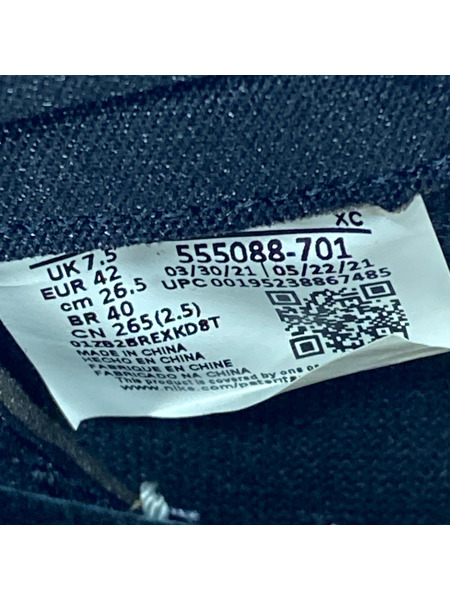 XC
UK 7.5
EUR 42
cm 26.5
BR 40
CN 265(2.5)
555088-701
03/30/21 05/22/21
UPC 00195238867485
01ZB26REXKD8T
MADE IN CHINA
HECHO EN CHINA
FABRIQUÉ EN CHINE
FABRICADO NA CHINA
This product is covered by one or
www.nike.com/patents